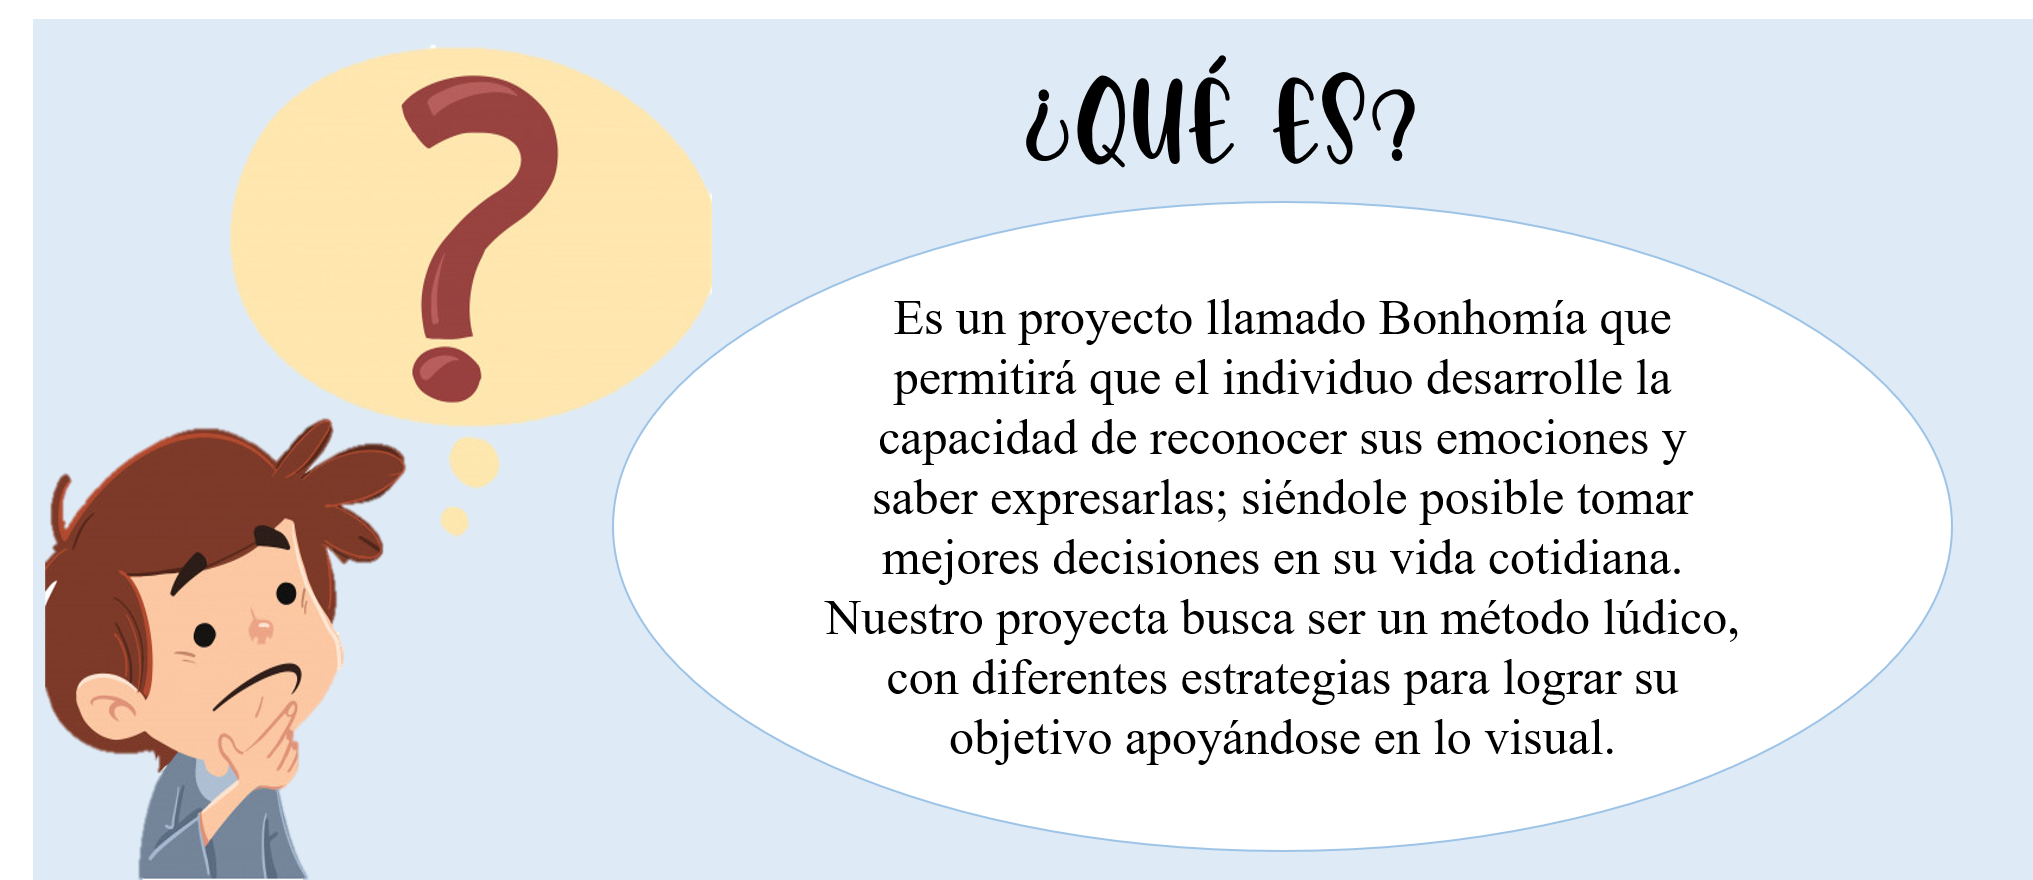 ¿QUÉ ES?
Es un proyecto llamado Bonhomía que
permitirá que el individuo desarrolle la
capacidad de reconocer sus emociones y
saber expresarlas; siéndole posible tomar
mejores decisiones en su vida cotidiana.
Nuestro proyecta busca ser un método lúdico,
con diferentes estrategias para lograr su
objetivo apoyándose en lo visual.